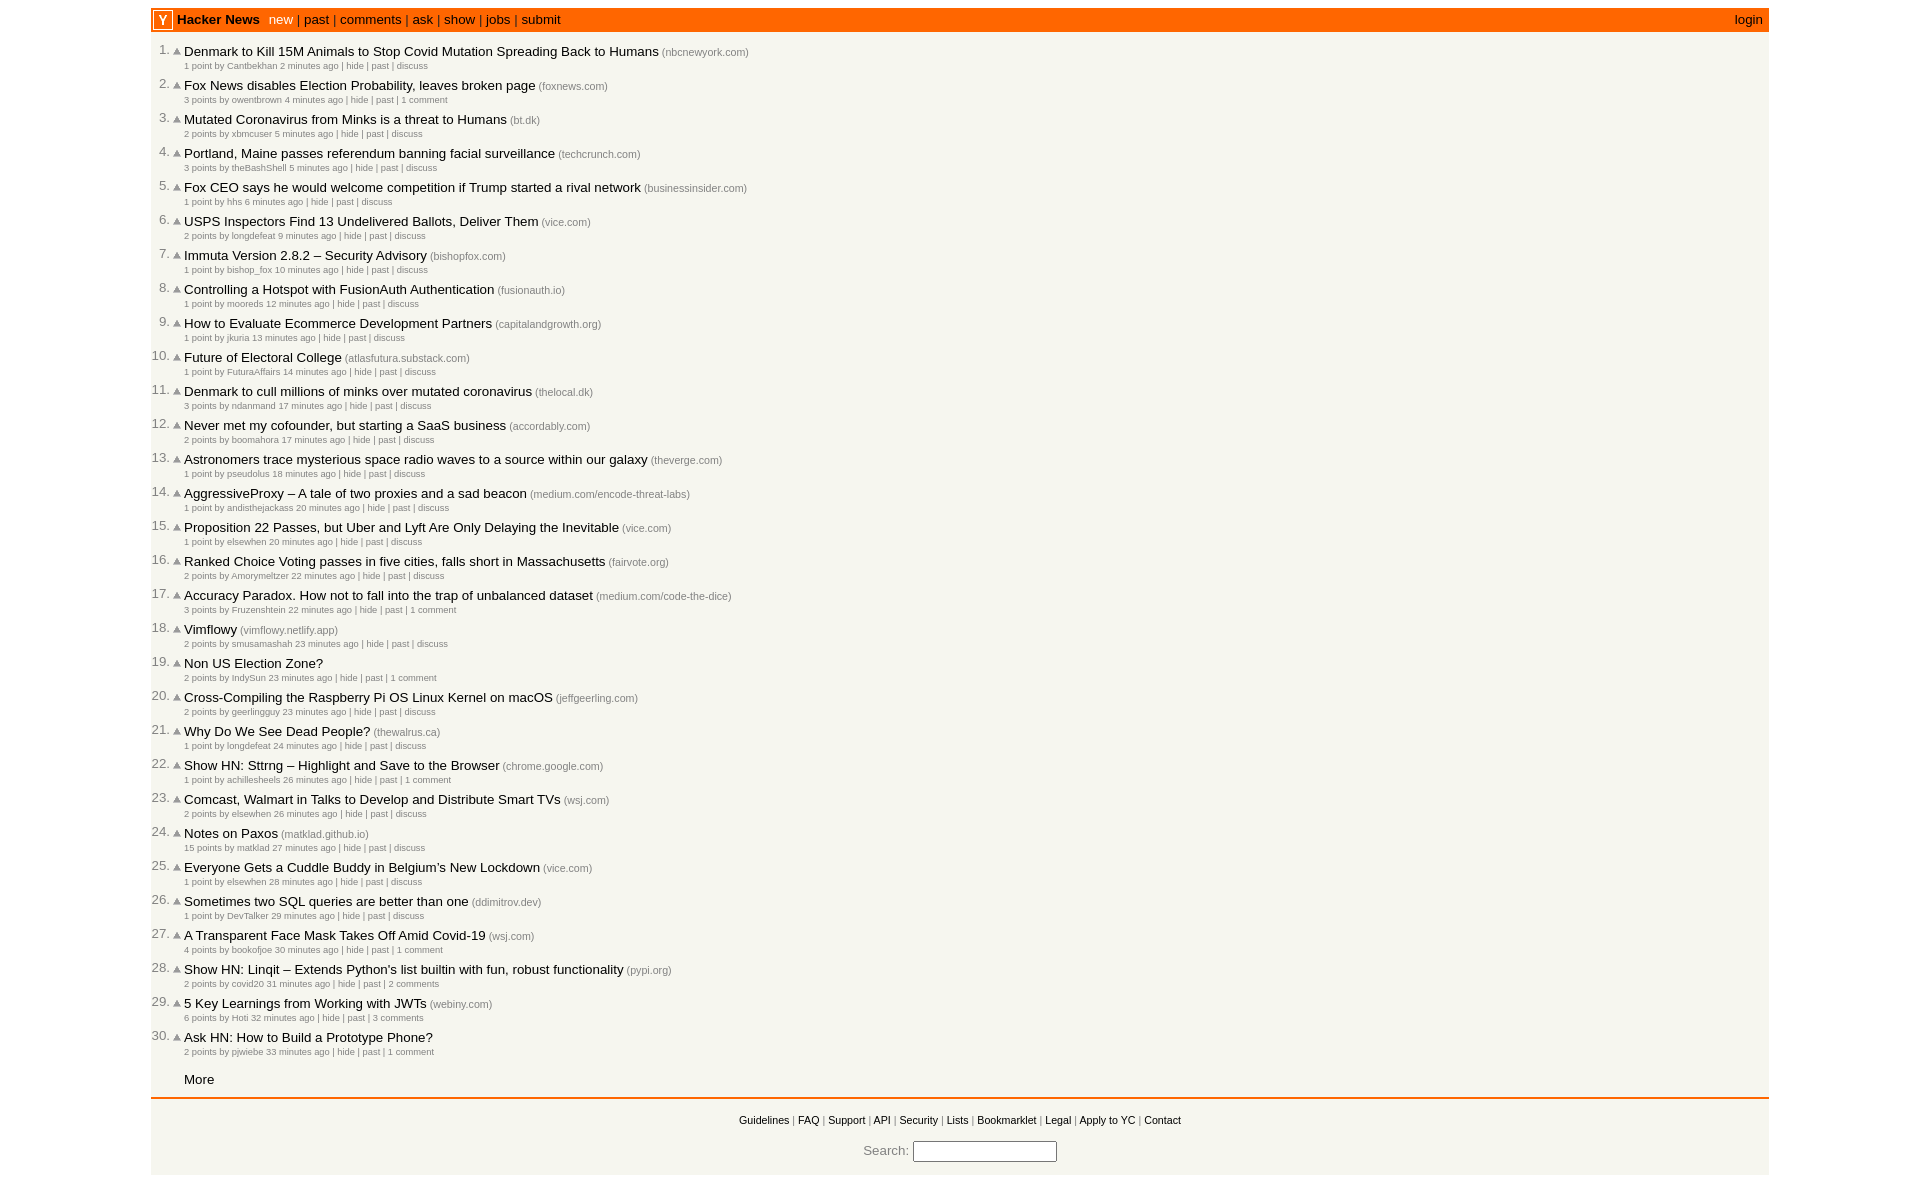 Y Hacker News new | past | comments | ask | show | jobs | submit login
1. Denmark to Kill 15M Animals to Stop Covid Mutation Spreading Back to Humans (nbcnewyork.com)
1 point by Cantbekhan 2 minutes ago | hide | past | discuss
2. Fox News disables Election Probability, leaves broken page (foxnews.com)
3 points by owentbrown 4 minutes ago | hide | past | 1 comment
3. Mutated Coronavirus from Minks is a threat to Humans (bt.dk)
2 points by xbmcuser 5 minutes ago | hide | past | discuss
4. Portland, Maine passes referendum banning facial surveillance (techcrunch.com)
3 points by theBashShell 5 minutes ago | hide | past | discuss
5. Fox CEO says he would welcome competition if Trump started a rival network (businessinsider.com)
1 point by hhs 6 minutes ago | hide | past | discuss
6. USPS Inspectors Find 13 Undelivered Ballots, Deliver Them (vice.com)
2 points by longdefeat 9 minutes ago | hide | past | discuss
7. Immuta Version 2.8.2 – Security Advisory (bishopfox.com)
1 point by bishop_fox 10 minutes ago | hide | past | discuss
8. Controlling a Hotspot with FusionAuth Authentication (fusionauth.io)
1 point by mooreds 12 minutes ago | hide | past | discuss
9. How to Evaluate Ecommerce Development Partners (capitalandgrowth.org)
1 point by jkuria 13 minutes ago | hide | past | discuss
10. Future of Electoral College (atlasfutura.substack.com)
1 point by FuturaAffairs 14 minutes ago | hide | past | discuss
11. Denmark to cull millions of minks over mutated coronavirus (thelocal.dk)
3 points by ndanmand 17 minutes ago | hide | past | discuss
12. Never met my cofounder, but starting a SaaS business (accordably.com)
2 points by boomahora 17 minutes ago | hide | past | discuss
13. Astronomers trace mysterious space radio waves to a source within our galaxy (theverge.com)
1 point by pseudolus 18 minutes ago | hide | past | discuss
14. AggressiveProxy – A tale of two proxies and a sad beacon (medium.com/encode-threat-labs)
1 point by andisthejackass 20 minutes ago | hide | past | discuss
15. Proposition 22 Passes, but Uber and Lyft Are Only Delaying the Inevitable (vice.com)
1 point by elsewhen 20 minutes ago | hide | past | discuss
16. Ranked Choice Voting passes in five cities, falls short in Massachusetts (fairvote.org)
2 points by Amorymeltzer 22 minutes ago | hide | past | discuss
17. Accuracy Paradox. How not to fall into the trap of unbalanced dataset (medium.com/code-the-dice)
3 points by Fruzenshtein 22 minutes ago | hide | past | 1 comment
18. Vimflowy (vimflowy.netlify.app)
2 points by smusamashah 23 minutes ago | hide | past | discuss
19. Non US Election Zone?
2 points by IndySun 23 minutes ago | hide | past | 1 comment
20. Cross-Compiling the Raspberry Pi OS Linux Kernel on macOS (jeffgeerling.com)
2 points by geerlingguy 23 minutes ago | hide | past | discuss
21. Why Do We See Dead People? (thewalrus.ca)
1 point by longdefeat 24 minutes ago | hide | past | discuss
22. Show HN: Sttrng – Highlight and Save to the Browser (chrome.google.com)
1 point by achillesheels 26 minutes ago | hide | past | 1 comment
23. Comcast, Walmart in Talks to Develop and Distribute Smart TVs (wsj.com)
2 points by elsewhen 26 minutes ago | hide | past | discuss
24. Notes on Paxos (matklad.github.io)
15 points by matklad 27 minutes ago | hide | past | discuss
25. Everyone Gets a Cuddle Buddy in Belgium’s New Lockdown (vice.com)
1 point by elsewhen 28 minutes ago | hide | past | discuss
26. Sometimes two SQL queries are better than one (ddimitrov.dev)
1 point by DevTalker 29 minutes ago | hide | past | discuss
27. A Transparent Face Mask Takes Off Amid Covid-19 (wsj.com)
4 points by bookofjoe 30 minutes ago | hide | past | 1 comment
28. Show HN: Linqit – Extends Python's list builtin with fun, robust functionality (pypi.org)
2 points by covid20 31 minutes ago | hide | past | 2 comments
29. 5 Key Learnings from Working with JWTs (webiny.com)
6 points by Hoti 32 minutes ago | hide | past | 3 comments
30. Ask HN: How to Build a Prototype Phone?
2 points by pjwiebe 33 minutes ago | hide | past | 1 comment
More
Guidelines | FAQ | Support | API | Security | Lists | Bookmarklet | Legal | Apply to YC | Contact
Search: